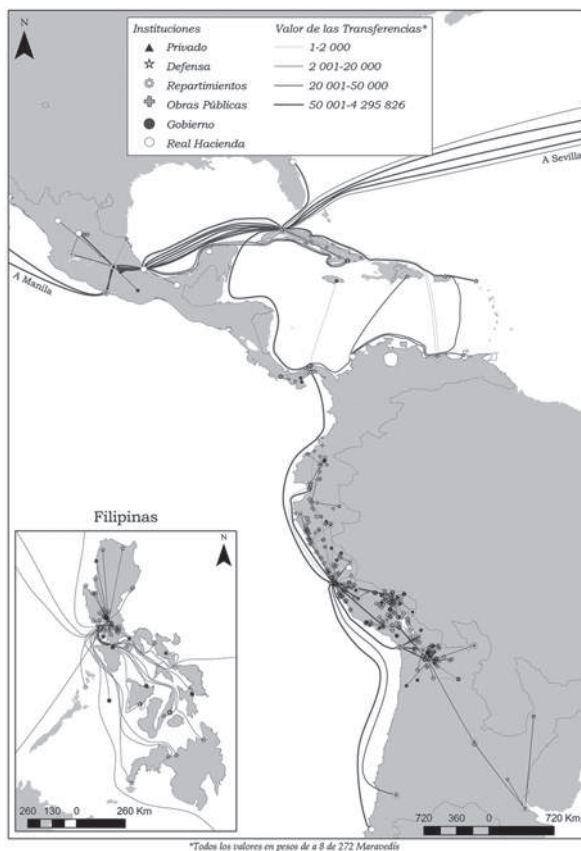 N
Instituciones
Privado
Defensa
Repartimientos
Obras Públicas
Gobierno
Real Hacienda
Valor de las Transferencias*
1-2 000
2 001-20 000
20 001-50 000
50 001-4 295 826
A Sevilla
A Manila
Filipinas
N
260 130 0 260 Km
720 360 0 720 Km
*Todos los valores en pesos de a 8 de 272 Maravedís